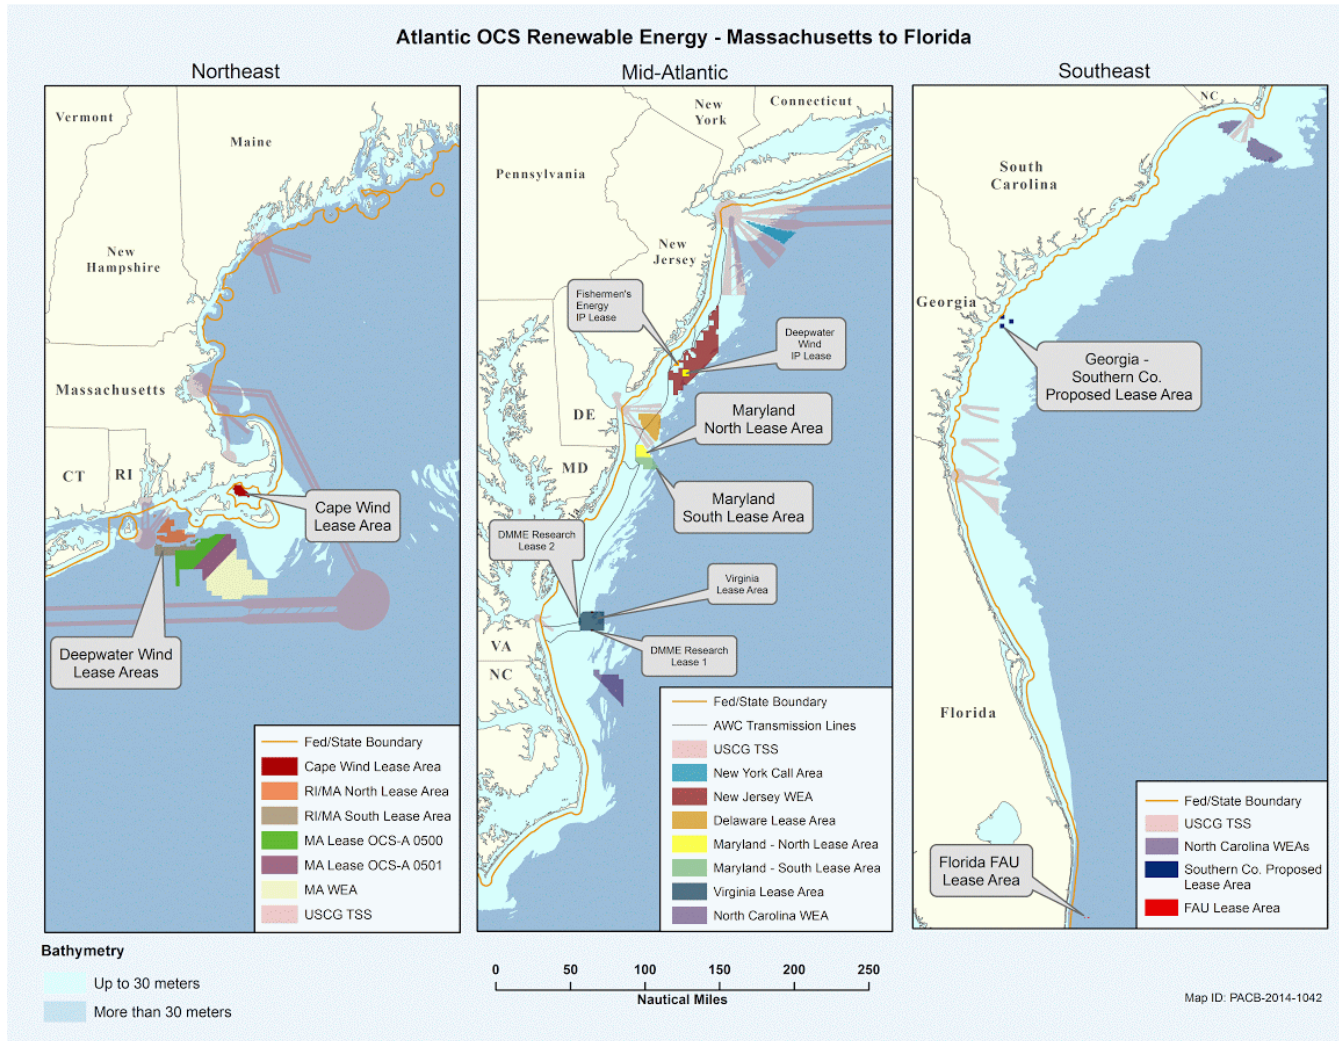 Atlantic OCS Renewable Energy - Massachusetts to Florida
Northeast
Vermont
Maine
New
Hampshire
Massachusetts
CT
RI
Cape Wind
Lease Area
Deepwater Wind
Lease Areas
Fed/State Boundary
Cape Wind Lease Area
RI/MA North Lease Area
RI/MA South Lease Area
MA Lease OCS-A 0500
MA Lease OCS-A 0501
MA WEA
USCG TSS
Mid-Atlantic
New
York
Connecticut
Pennsylvania
New
Jersey
Fishermen's
Energy
IP Lease
Deepwater
Wind
IP Lease
DE
Maryland
North Lease Area
MD
Maryland
South Lease Area
DMME Research
Lease 2
Virginia
Lease Area
DMME Research
Lease 1
VA
NC
Fed/State Boundary
AWC Transmission Lines
USCG TSS
New York Call Area
New Jersey WEA
Delaware Lease Area
Maryland - North Lease Area
Maryland - South Lease Area
Virginia Lease Area
North Carolina WEA
Southeast
NC
South
Carolina
Georgia
Georgia -
Southern Co.
Proposed Lease Area
Florida
Florida FAU
Lease Area
Fed/State Boundary
USCG TSS
North Carolina WEAs
Southern Co. Proposed
Lease Area
FAU Lease Area
Bathymetry
Up to 30 meters
More than 30 meters
0 50 100 150 200 250
Nautical Miles
Map ID: PACB-2014-1042